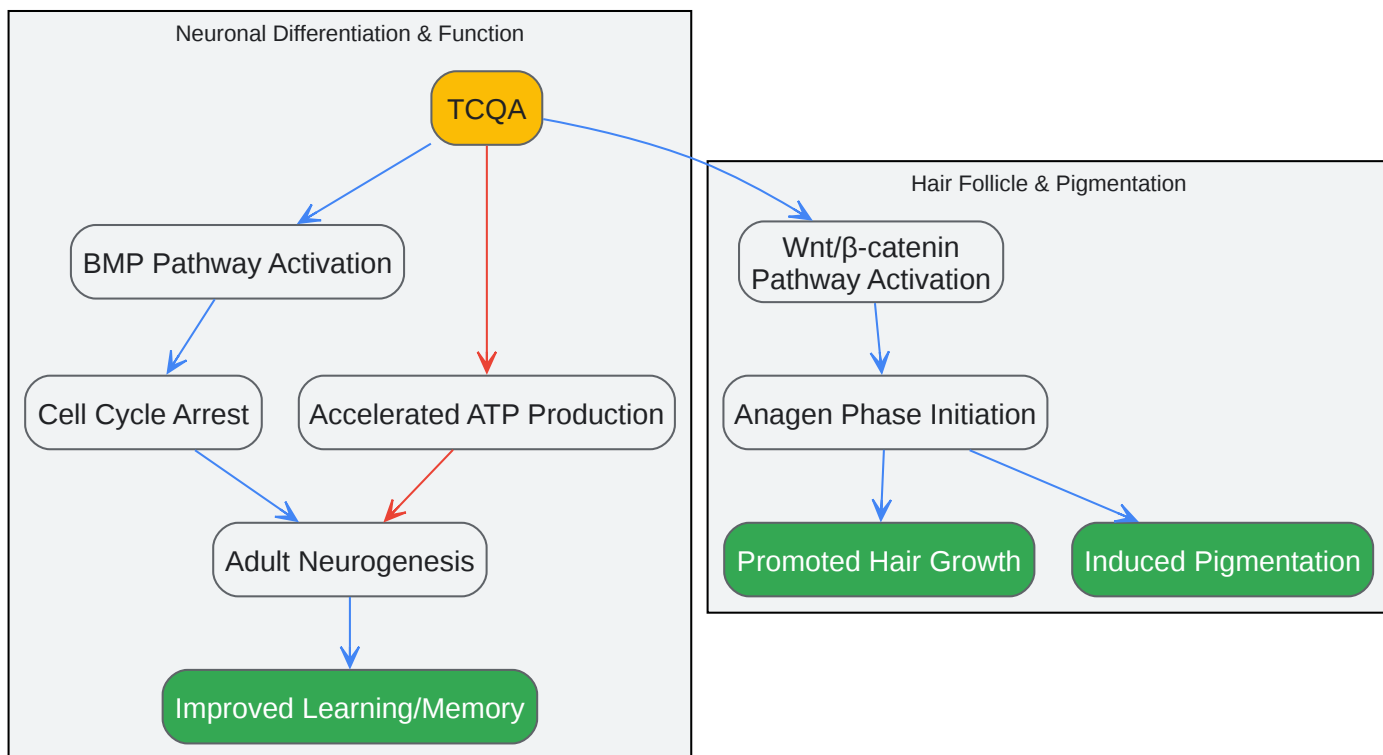 Neuronal Differentiation & Function
TCQA
BMP Pathway Activation
Cell Cycle Arrest
Accelerated ATP Production
Adult Neurogenesis
Improved Learning/Memory
Hair Follicle & Pigmentation
Wnt/β-catenin
Pathway Activation
Anagen Phase Initiation
Promoted Hair Growth
Induced Pigmentation